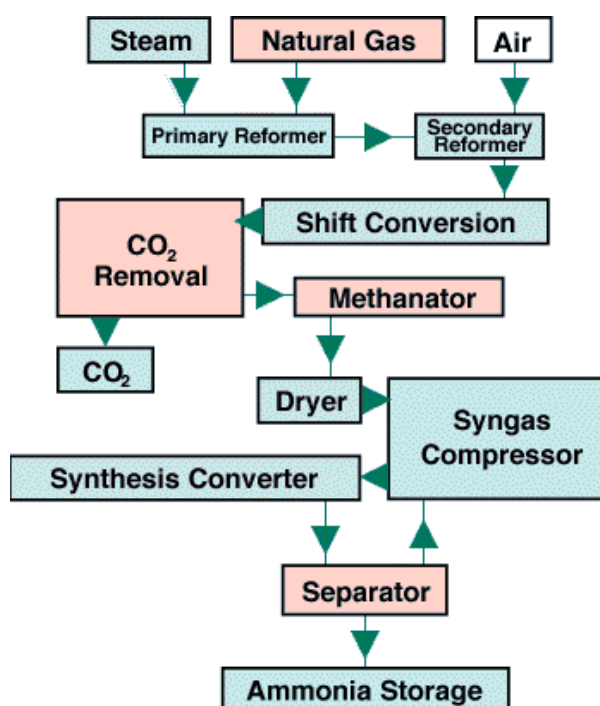 Steam
Natural Gas
Air
Primary Reformer
Secondary
Reformer
Shift Conversion
CO₂
Removal
Methanator
CO₂
Dryer
Syngas
Compressor
Synthesis Converter
Separator
Ammonia Storage